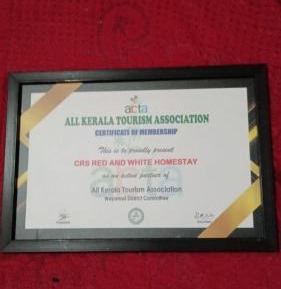 acta
ALL KERALA TOURISM ASSOCIATION
CERTIFICATE OF MEMBERSHIP
This is to proudly present
CRS RED AND WHITE HOMESTAY
as an active partner of
All Kerala Tourism Association
Wayanad District Committee